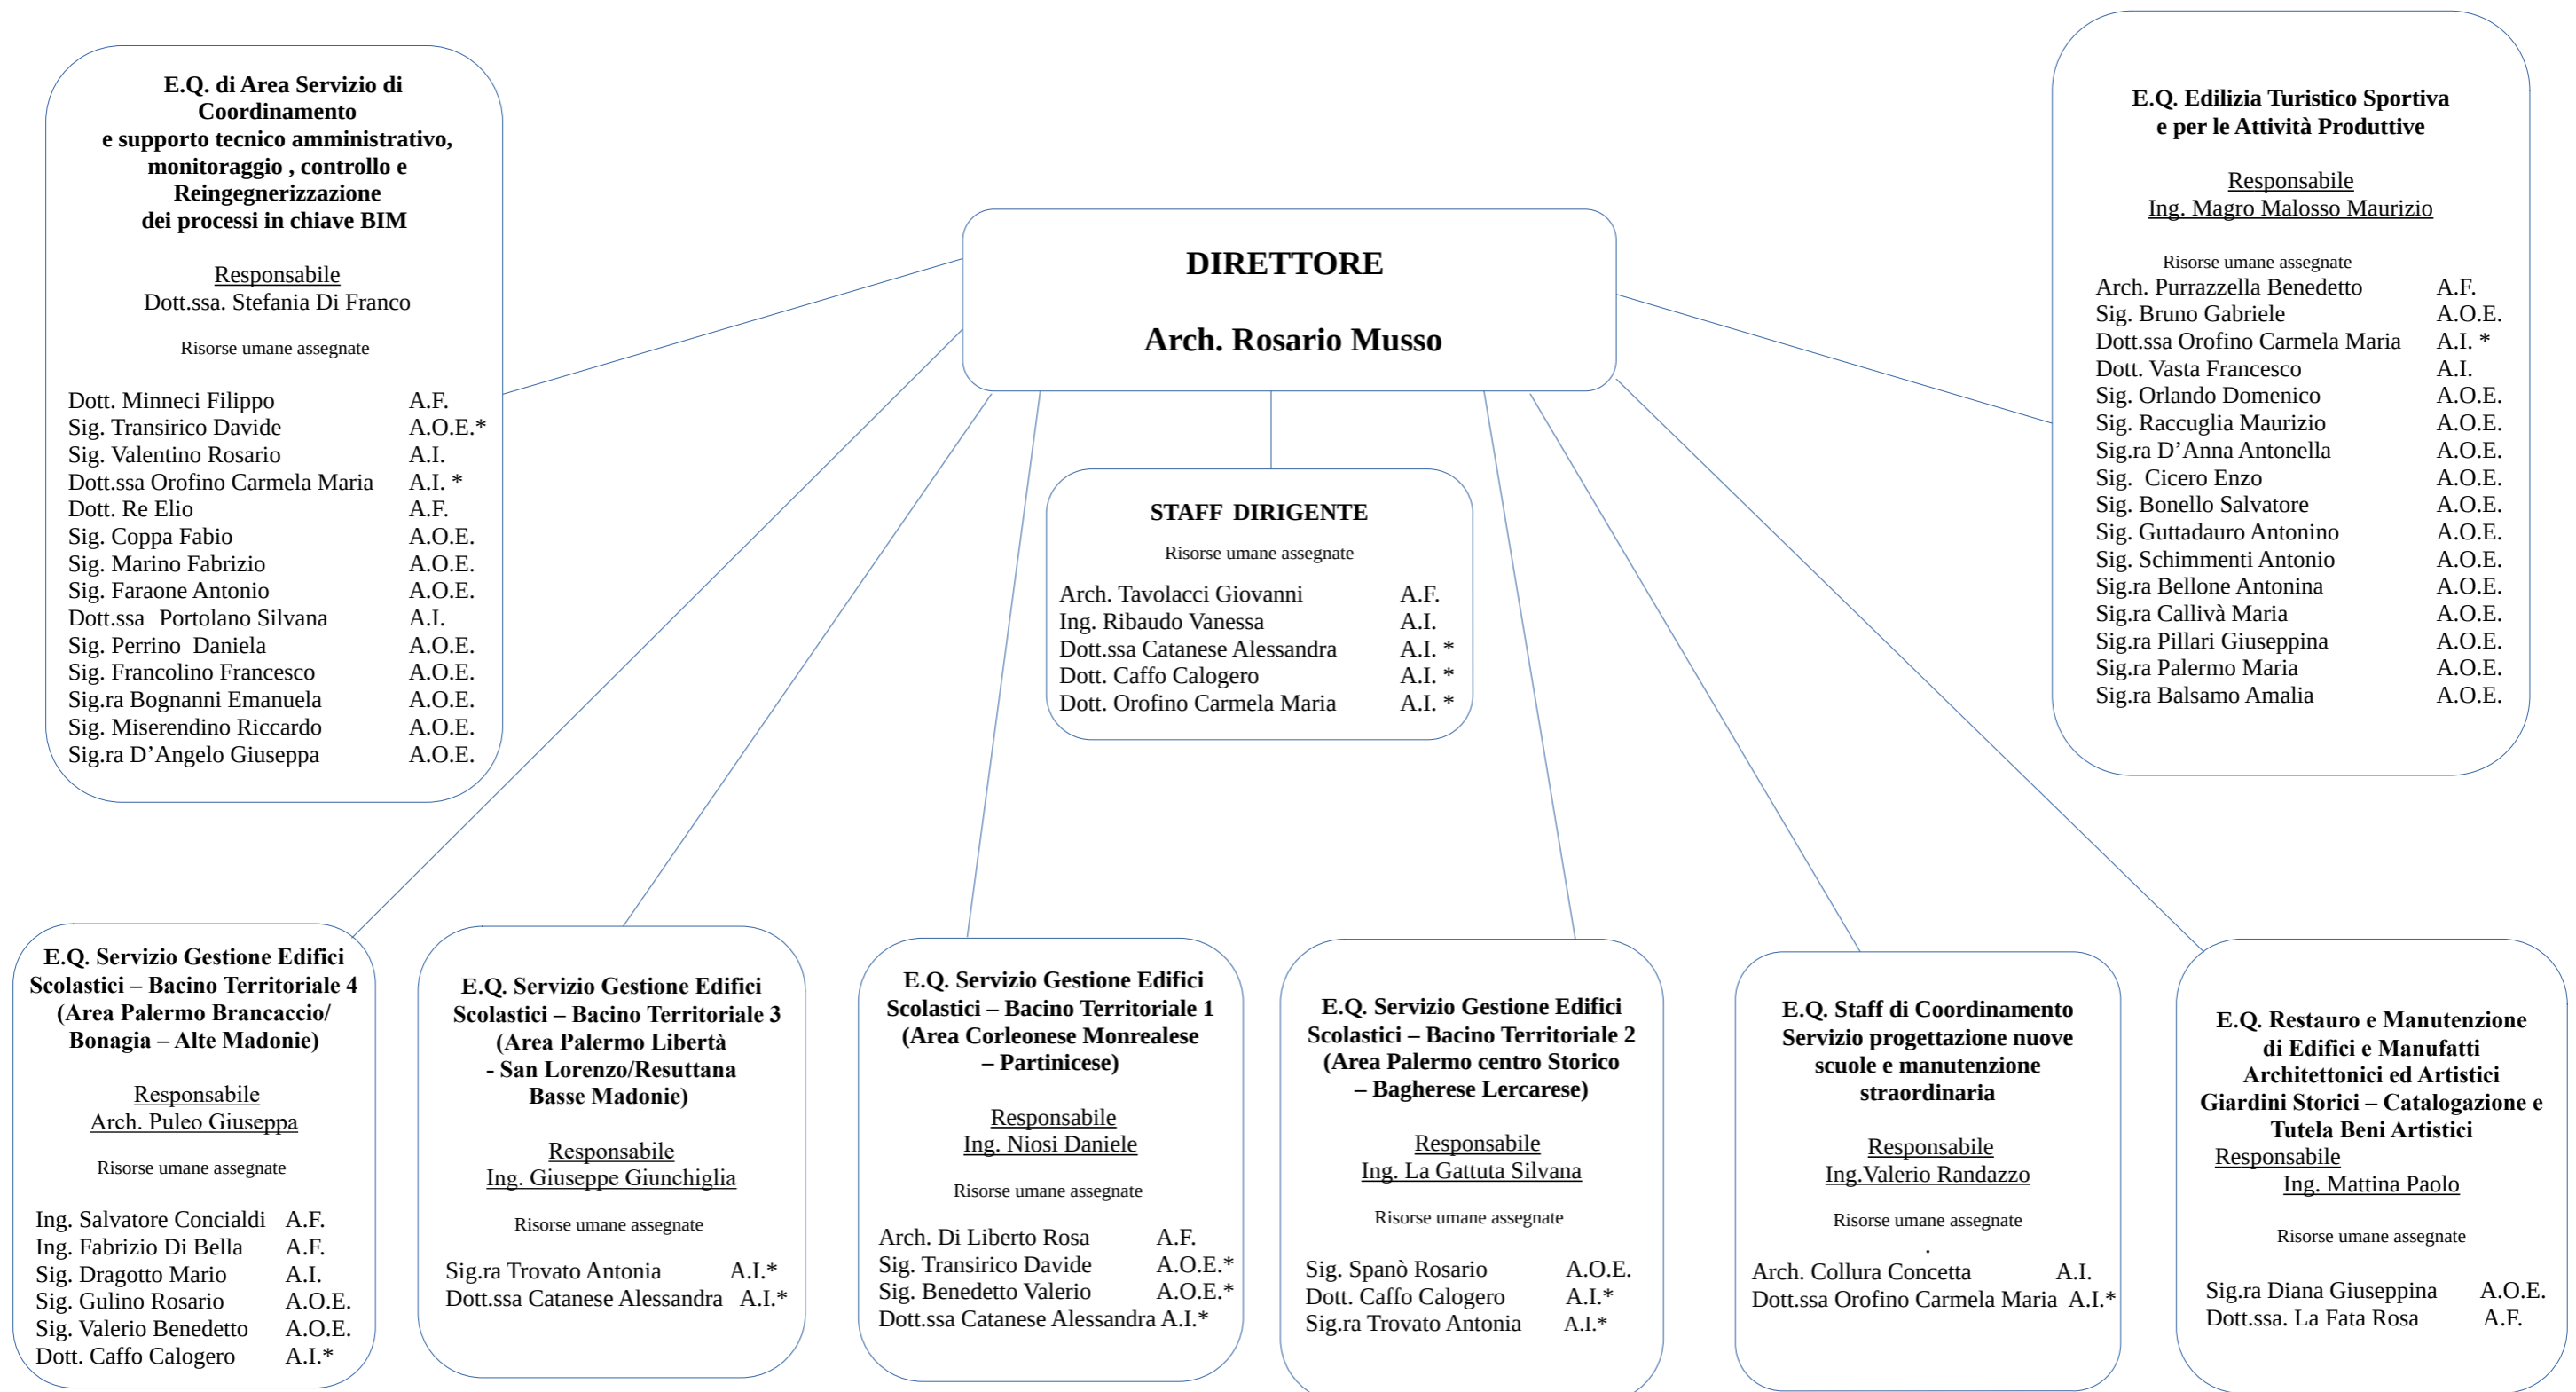 E.Q. di Area Servizio di
Coordinamento
e supporto tecnico amministrativo,
monitoraggio , controllo e
Reingegnerizzazione
dei processi in chiave BIM
Responsabile
Dott.ssa. Stefania Di Franco
Risorse umane assegnate
Dott. Minneci Filippo A.F.
Sig. Transirico Davide A.O.E.*
Sig. Valentino Rosario A.I.
Dott.ssa Orofino Carmela Maria A.I. *
Dott. Re Elio A.F.
Sig. Coppa Fabio A.O.E.
Sig. Marino Fabrizio A.O.E.
Sig. Faraone Antonio A.O.E.
Dott.ssa Portolano Silvana A.I.
Sig. Perrino Daniela A.O.E.
Sig. Francolino Francesco A.O.E.
Sig.ra Bognanni Emanuela A.O.E.
Sig. Miserendino Riccardo A.O.E.
Sig.ra D’Angelo Giuseppa A.O.E.
DIRETTORE
Arch. Rosario Musso
STAFF DIRIGENTE
Risorse umane assegnate
Arch. Tavolacci Giovanni A.F.
Ing. Ribaudo Vanessa A.I.
Dott.ssa Catanese Alessandra A.I. *
Dott. Caffo Calogero A.I. *
Dott. Orofino Carmela Maria A.I. *
E.Q. Edilizia Turistico Sportiva
e per le Attività Produttive
Responsabile
Ing. Magro Malosso Maurizio
Risorse umane assegnate
Arch. Purrazzella Benedetto A.F.
Sig. Bruno Gabriele A.O.E.
Dott.ssa Orofino Carmela Maria A.I. *
Dott. Vasta Francesco A.I.
Sig. Orlando Domenico A.O.E.
Sig. Raccuglia Maurizio A.O.E.
Sig.ra D’Anna Antonella A.O.E.
Sig. Cicero Enzo A.O.E.
Sig. Bonello Salvatore A.O.E.
Sig. Guttadauro Antonino A.O.E.
Sig. Schimmenti Antonio A.O.E.
Sig.ra Bellone Antonina A.O.E.
Sig.ra Callivà Maria A.O.E.
Sig.ra Pillari Giuseppina A.O.E.
Sig.ra Palermo Maria A.O.E.
Sig.ra Balsamo Amalia A.O.E.
E.Q. Servizio Gestione Edifici
Scolastici – Bacino Territoriale 4
(Area Palermo Brancaccio/
Bonagia – Alte Madonie)
Responsabile
Arch. Puleo Giuseppa
Risorse umane assegnate
Ing. Salvatore Concialdi A.F.
Ing. Fabrizio Di Bella A.F.
Sig. Dragotto Mario A.I.
Sig. Gulino Rosario A.O.E.
Sig. Valerio Benedetto A.O.E.
Dott. Caffo Calogero A.I.*
E.Q. Servizio Gestione Edifici
Scolastici – Bacino Territoriale 3
(Area Palermo Libertà
- San Lorenzo/Resuttana
Basse Madonie)
Responsabile
Ing. Giuseppe Giunchiglia
Risorse umane assegnate
Sig.ra Trovato Antonia A.I.*
Dott.ssa Catanese Alessandra A.I.*
E.Q. Servizio Gestione Edifici
Scolastici – Bacino Territoriale 1
(Area Corleonese Monrealese
– Partinicese)
Responsabile
Ing. Niosi Daniele
Risorse umane assegnate
Arch. Di Liberto Rosa A.F.
Sig. Transirico Davide A.O.E.*
Sig. Benedetto Valerio A.O.E.*
Dott.ssa Catanese Alessandra A.I.*
E.Q. Servizio Gestione Edifici
Scolastici – Bacino Territoriale 2
(Area Palermo centro Storico
– Bagherese Lercarese)
Responsabile
Ing. La Gattuta Silvana
Risorse umane assegnate
Sig. Spanò Rosario A.O.E.
Dott. Caffo Calogero A.I.*
Sig.ra Trovato Antonia A.I.*
E.Q. Staff di Coordinamento
Servizio progettazione nuove
scuole e manutenzione
straordinaria
Responsabile
Ing.Valerio Randazzo
Risorse umane assegnate
.
Arch. Collura Concetta A.I.
Dott.ssa Orofino Carmela Maria A.I.*
E.Q. Restauro e Manutenzione
di Edifici e Manufatti
Architettonici ed Artistici
Giardini Storici – Catalogazione e
Tutela Beni Artistici
Responsabile
Ing. Mattina Paolo
Risorse umane assegnate
Sig.ra Diana Giuseppina A.O.E.
Dott.ssa. La Fata Rosa A.F.